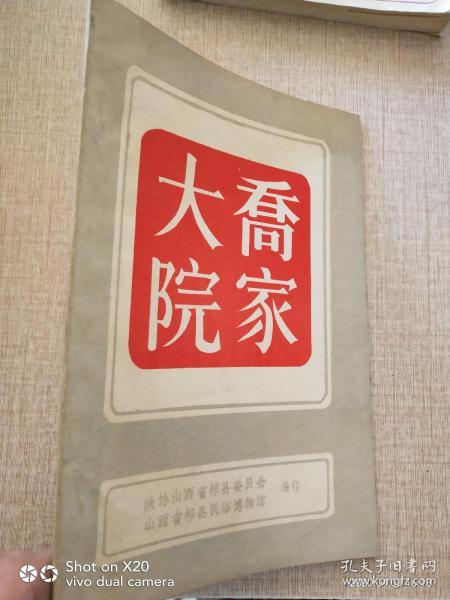 喬家
大院
政协山西省祁县委员会
山西省祁县民俗博物馆
编印
Shot on X20
vivo dual camera
孔夫子旧书网
www.kongfz.com